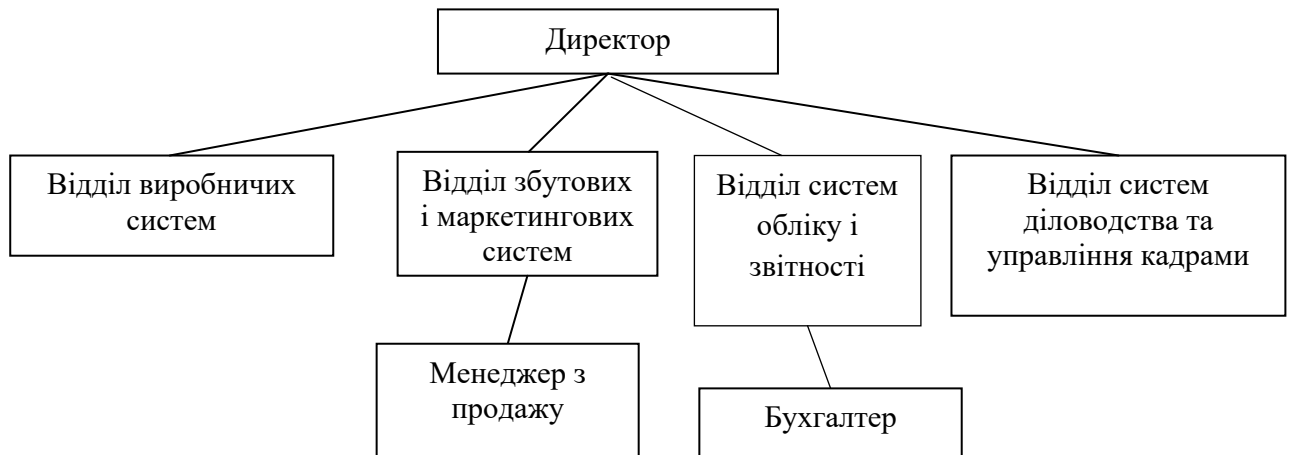 Директор
Відділ виробничих
систем
Відділ збутових
і маркетингових
систем
Відділ систем
обліку і
звітності
Відділ систем
діловодства та
управління кадрами
Менеджер з
продажу
Бухгалтер